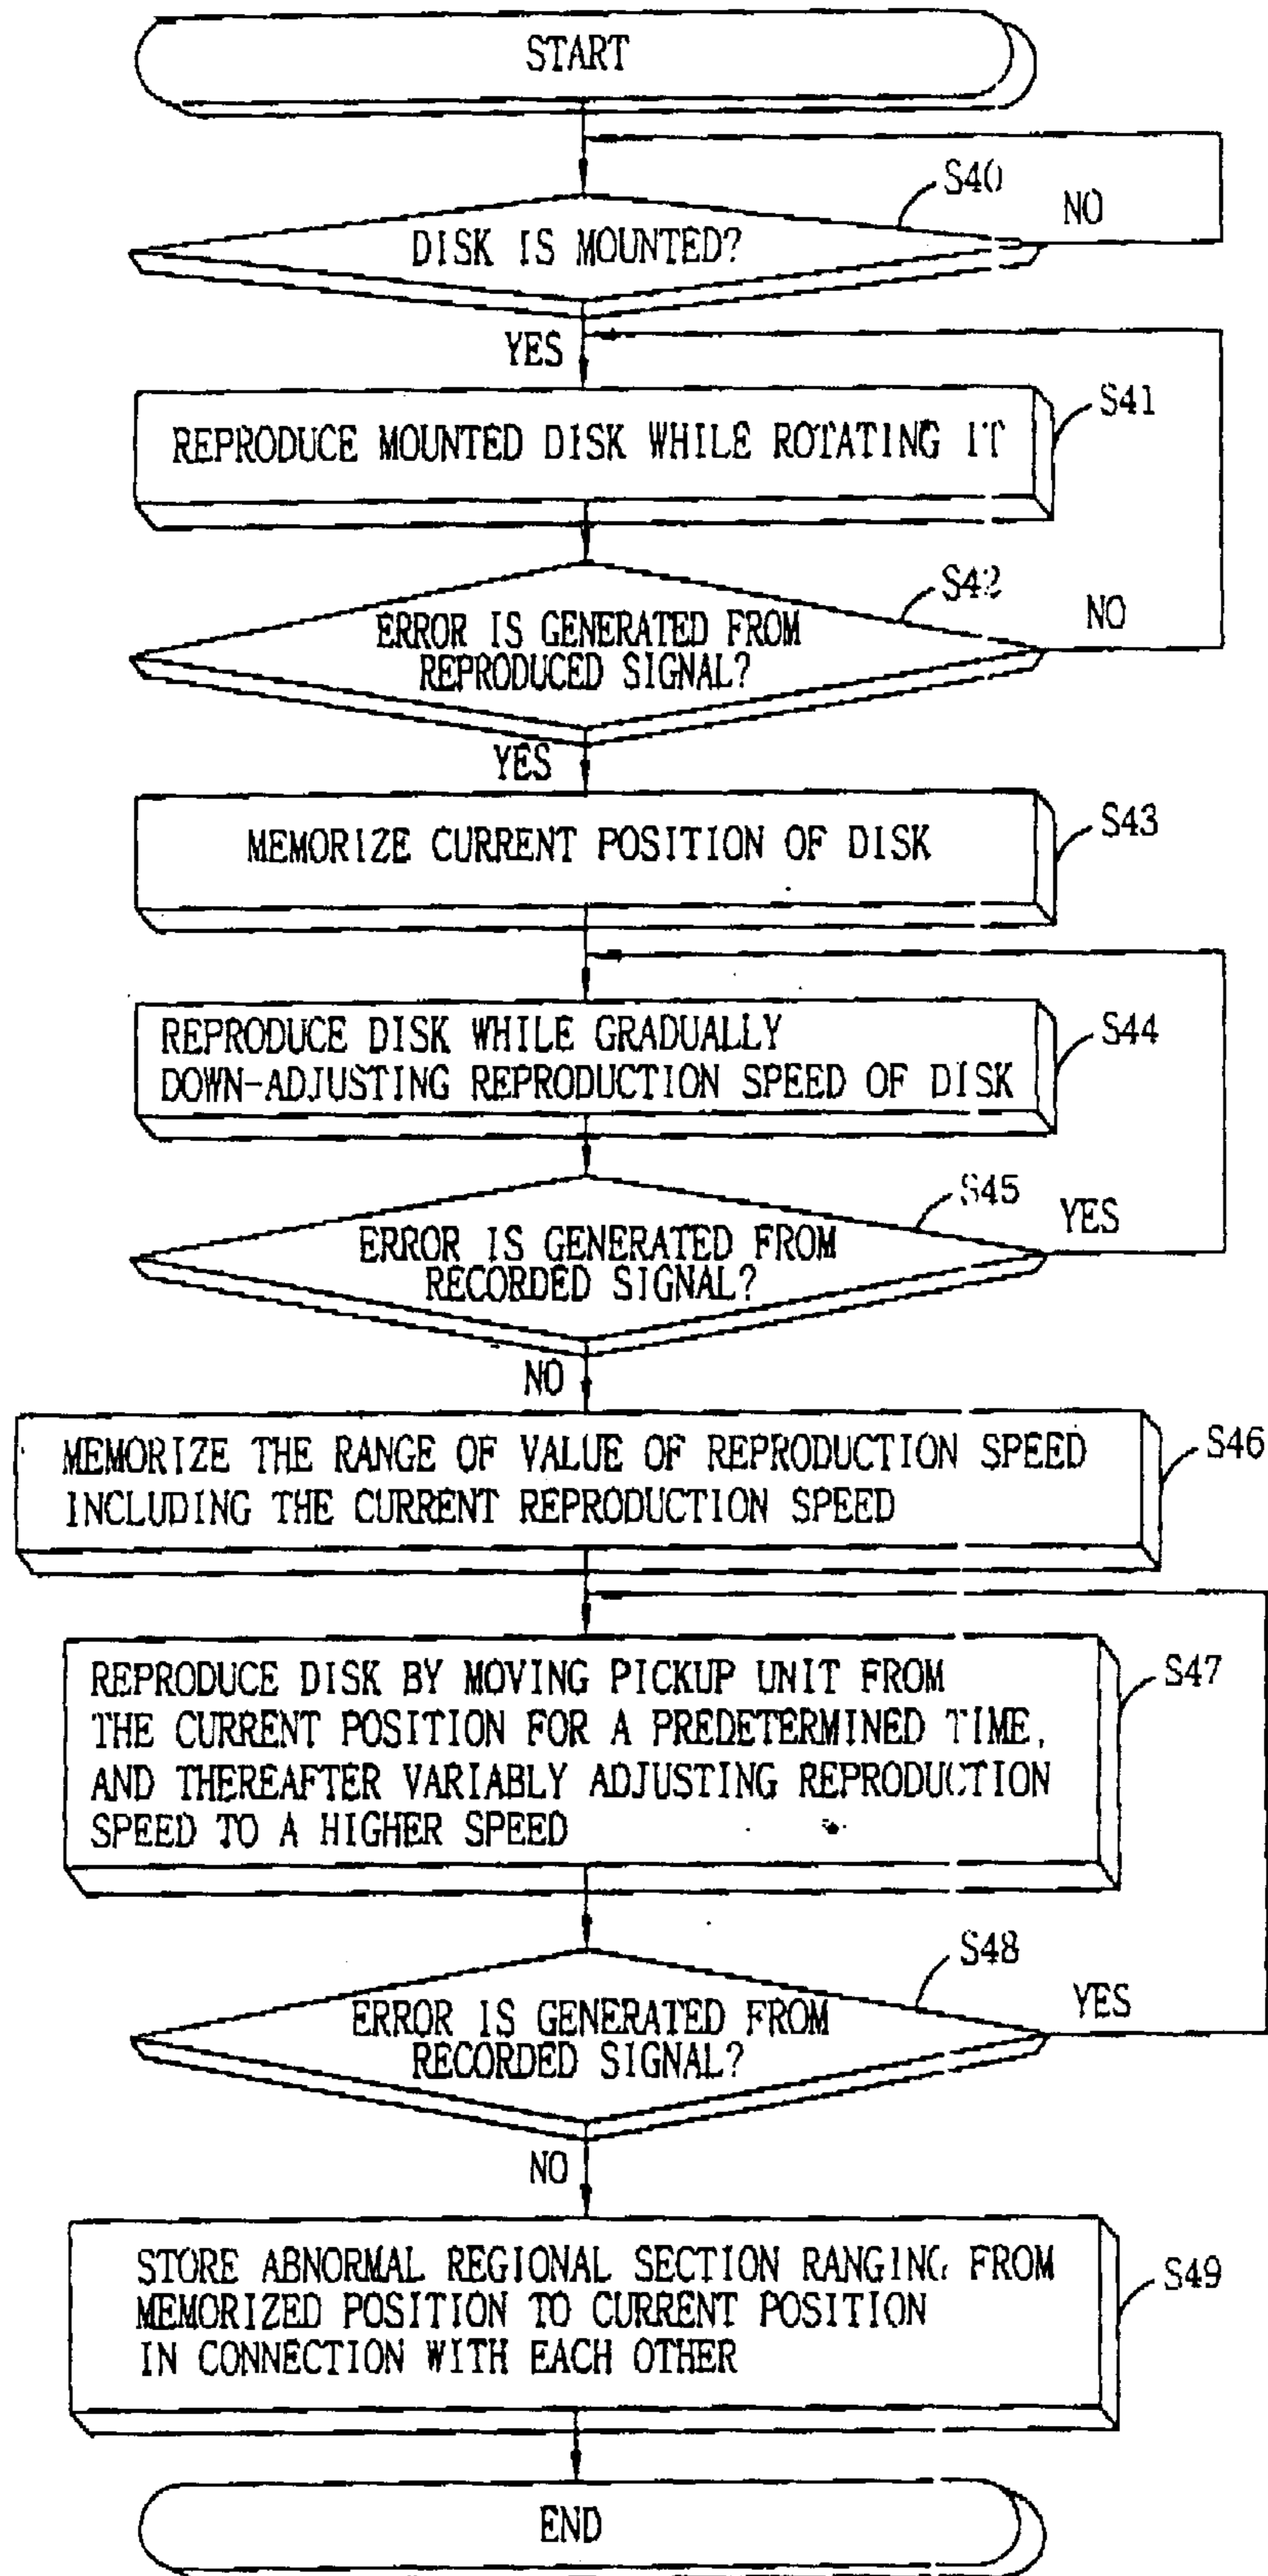 START
S40
NO
DISK IS MOUNTED?
YES
S41
REPRODUCE MOUNTED DISK WHILE ROTATING IT
S42
NO
ERROR IS GENERATED FROM
REPRODUCED SIGNAL?
YES
S43
MEMORIZE CURRENT POSITION OF DISK
S44
REPRODUCE DISK WHILE GRADUALLY
DOWN-ADJUSTING REPRODUCTION SPEED OF DISK
S45
YES
ERROR IS GENERATED FROM
RECORDED SIGNAL?
NO
S46
MEMORIZE THE RANGE OF VALUE OF REPRODUCTION SPEED
INCLUDING THE CURRENT REPRODUCTION SPEED
S47
REPRODUCE DISK BY MOVING PICKUP UNIT FROM
THE CURRENT POSITION FOR A PREDETERMINED TIME,
AND THEREAFTER VARIABLY ADJUSTING REPRODUCTION
SPEED TO A HIGHER SPEED
S48
YES
ERROR IS GENERATED FROM
RECORDED SIGNAL?
NO
S49
STORE ABNORMAL REGIONAL SECTION RANGING FROM
MEMORIZED POSITION TO CURRENT POSITION
IN CONNECTION WITH EACH OTHER
END